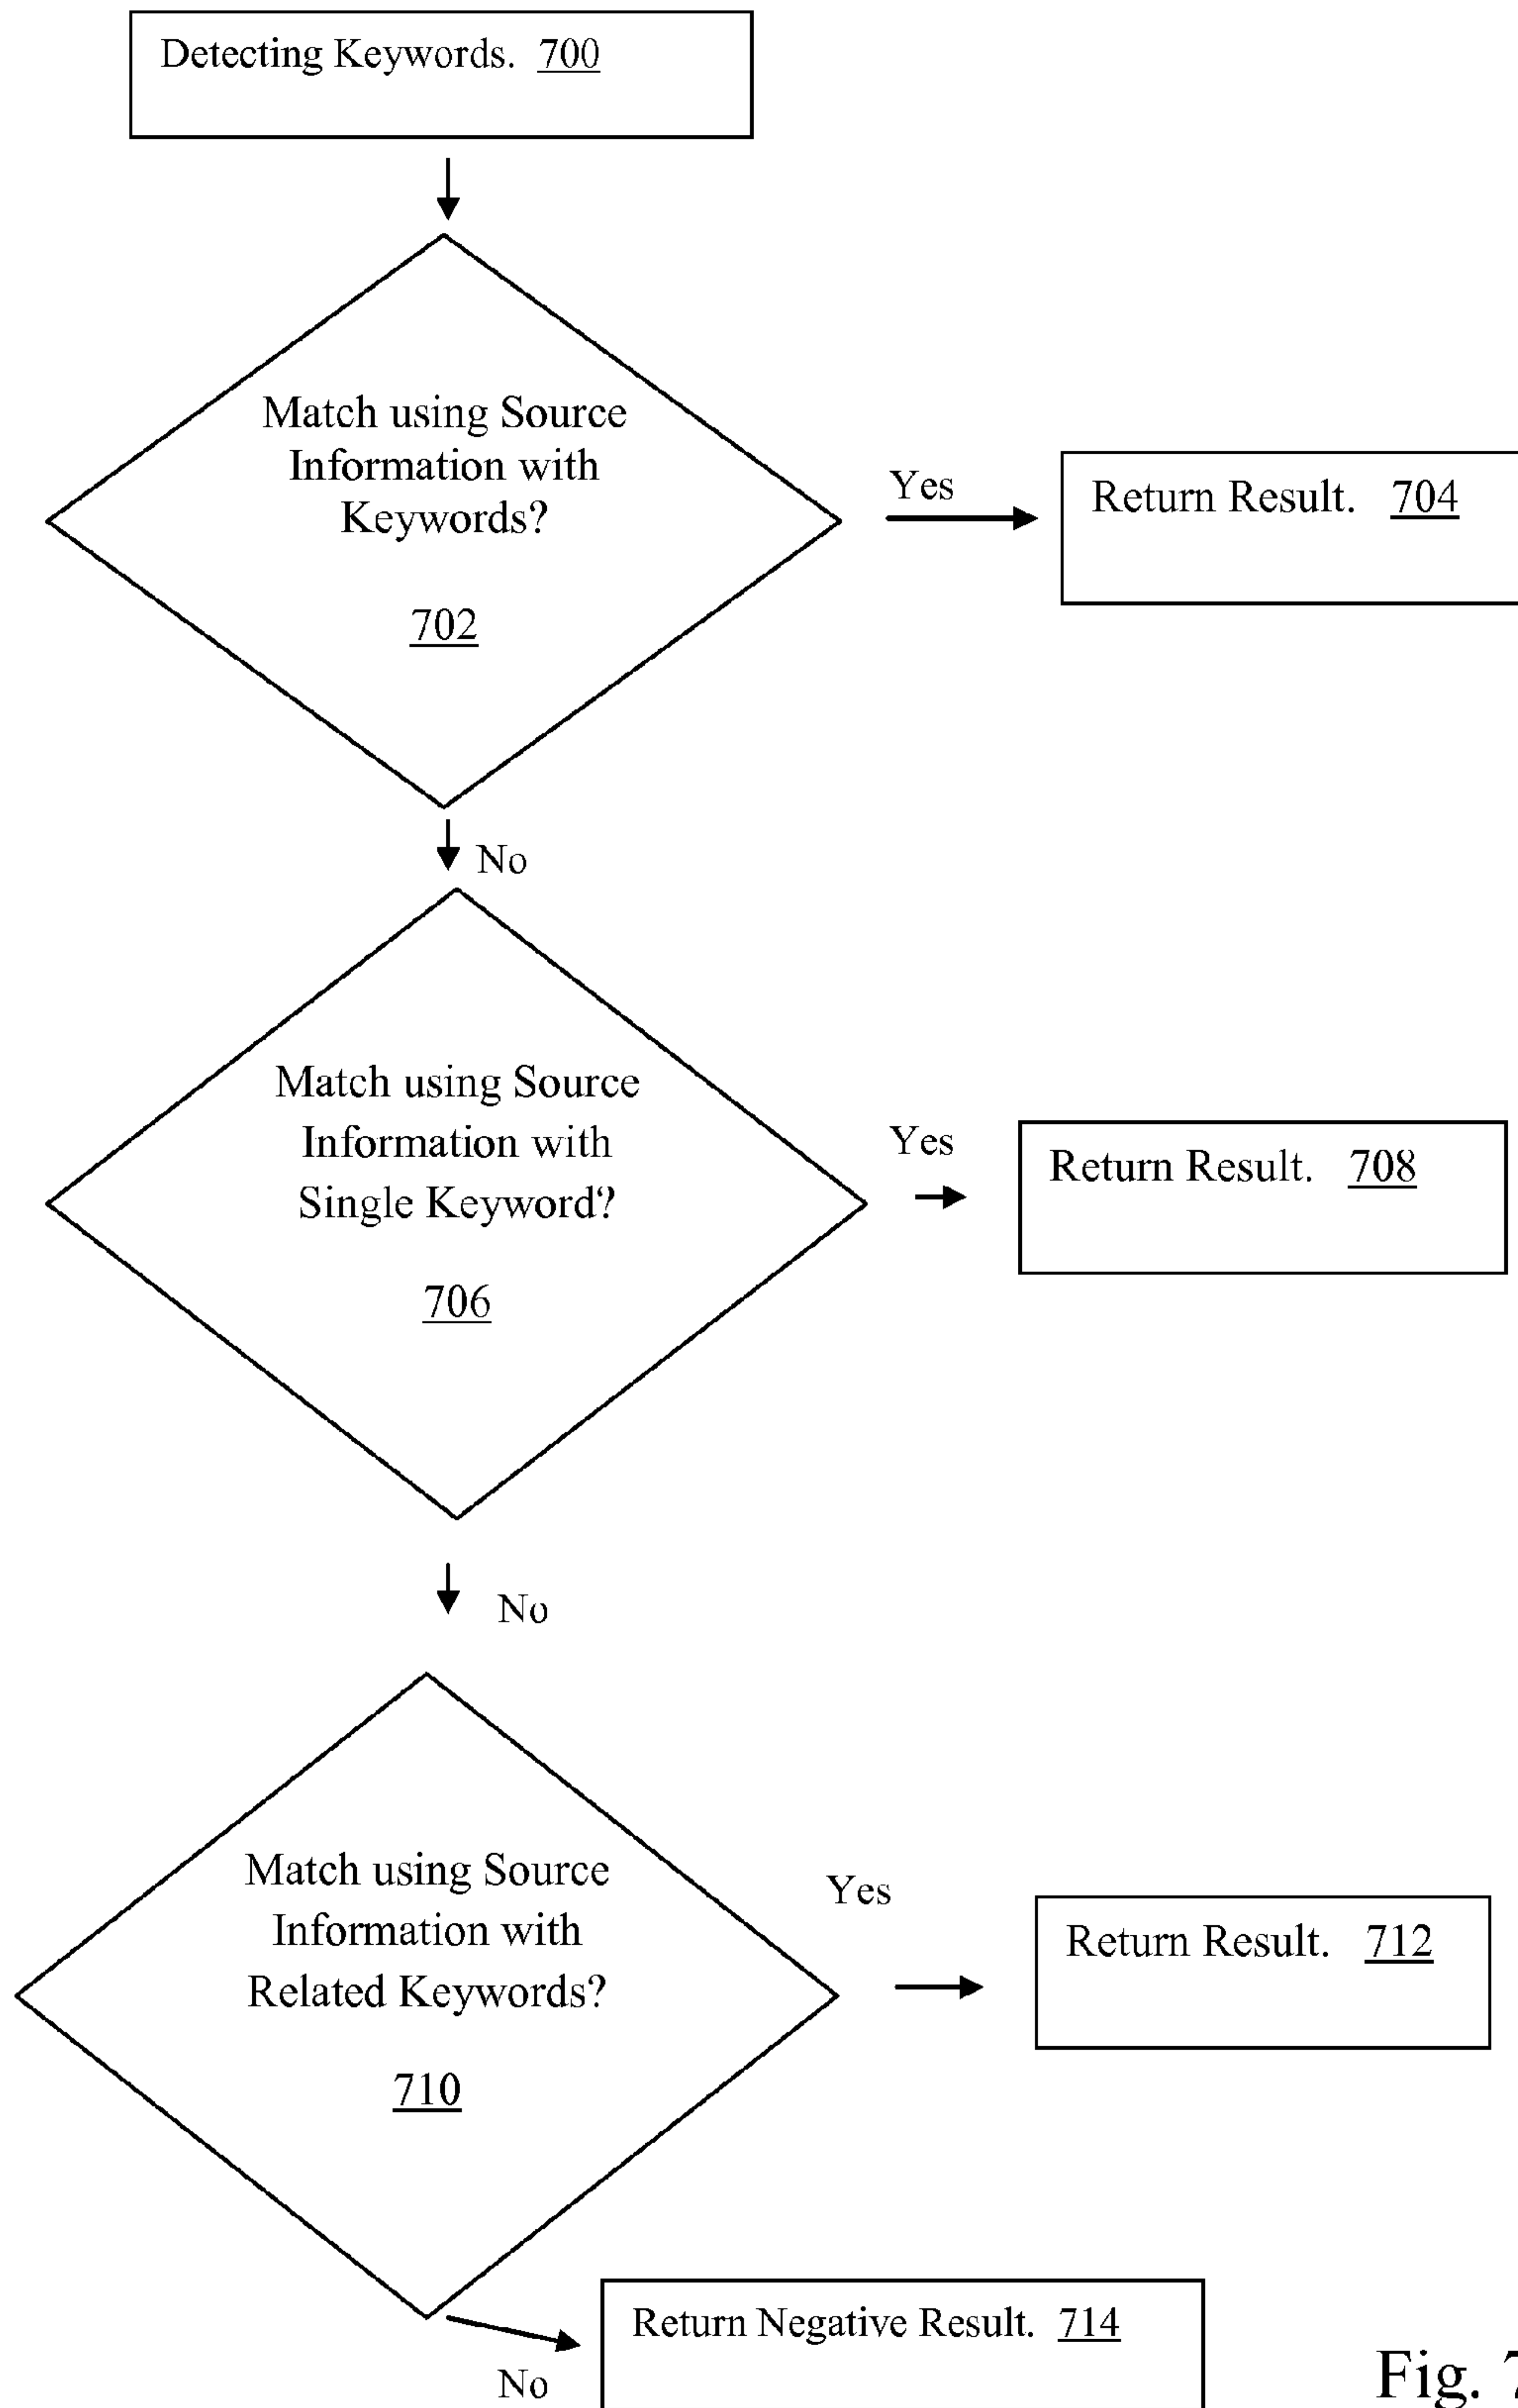 Detecting Keywords. 700
Match using Source
Information with
Keywords?
702
Yes
Return Result. 704
No
Match using Source
Information with
Single Keyword?
706
Yes
Return Result. 708
No
Match using Source
Information with
Related Keywords?
710
Yes
Return Result. 712
No
Return Negative Result. 714
Fig. 7